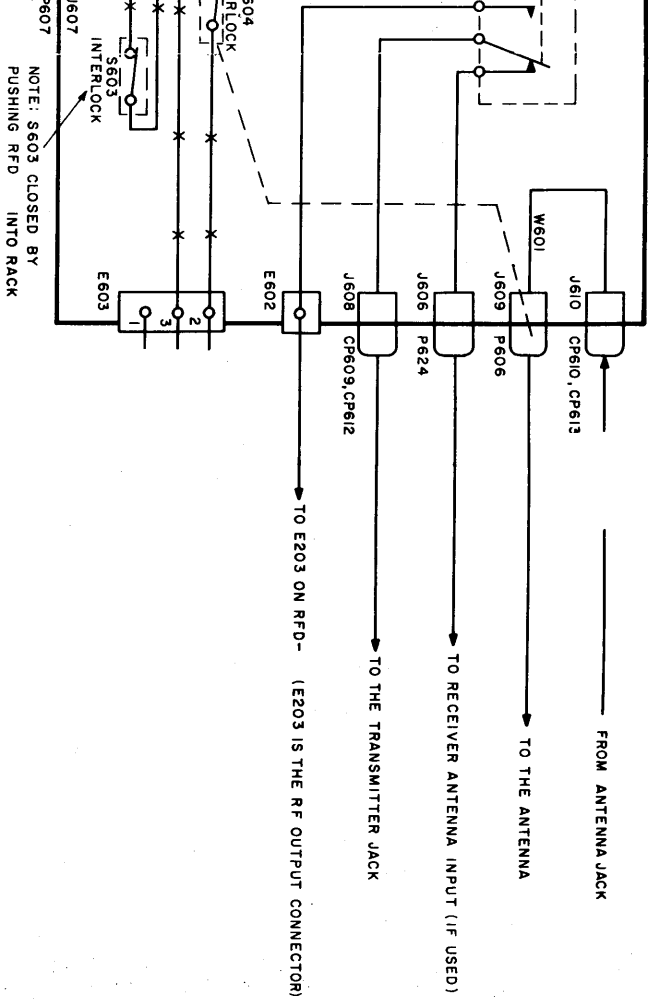 FROM ANTENNA JACK
TO THE ANTENNA
TO RECEIVER ANTENNA INPUT (IF USED)
TO THE TRANSMITTER JACK
TO E203 ON RFD- (E203 IS THE RF OUTPUT CONNECTOR)
J610
CP610, CP613
W601
J609
P606
J606
P624
J608
CP609, CP612
E602
E603
1
3
2
604
RLOCK
S603
INTERLOCK
J607
P607
NOTE: S603 CLOSED BY
PUSHING RFD INTO RACK